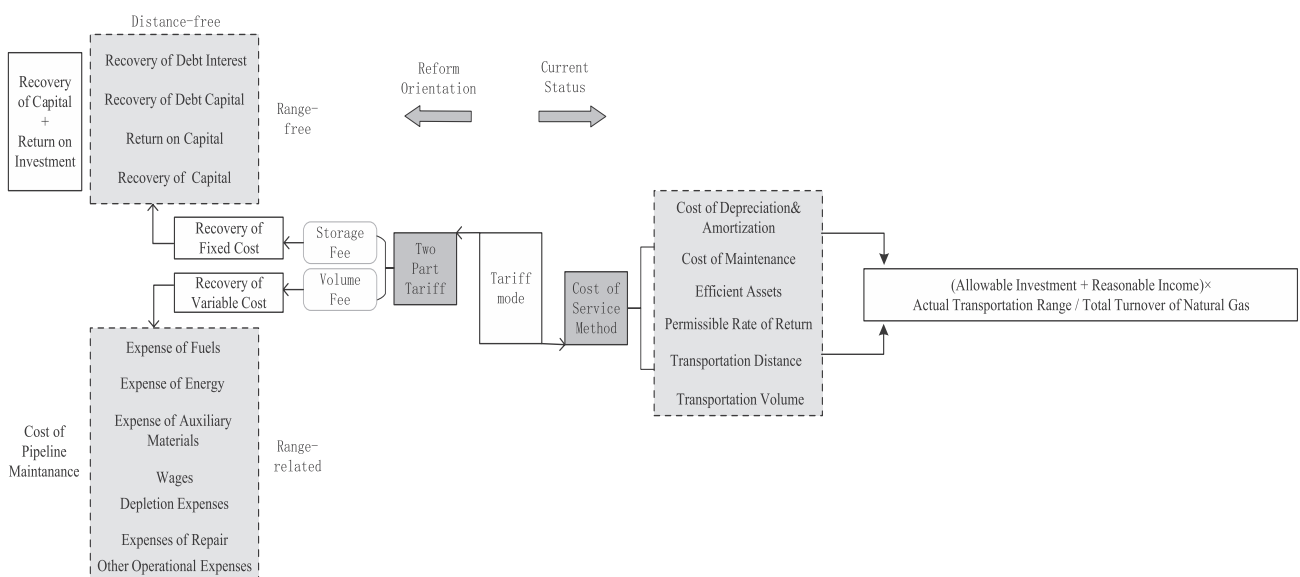 Distance-free
Recovery
of Capital
+
Return on
Investment
Recovery of Debt Interest
Recovery of Debt Capital
Return on Capital
Recovery of Capital
Range-
free
Reform
Orientation
Current
Status
Recovery of
Fixed Cost
Storage
Fee
Recovery of
Variable Cost
Volume
Fee
Two
Part
Tariff
Tariff
mode
Cost of
Service
Method
Cost of Depreciation&
Amortization
Cost of Maintenance
Efficient Assets
Permissible Rate of Return
Transportation Distance
Transportation Volume
(Allowable Investment + Reasonable Income)×
Actual Transportation Range / Total Turnover of Natural Gas
Cost of
Pipeline
Maintanance
Expense of Fuels
Expense of Energy
Expense of Auxiliary
Materials
Wages
Depletion Expenses
Expenses of Repair
Other Operational Expenses
Range-
related